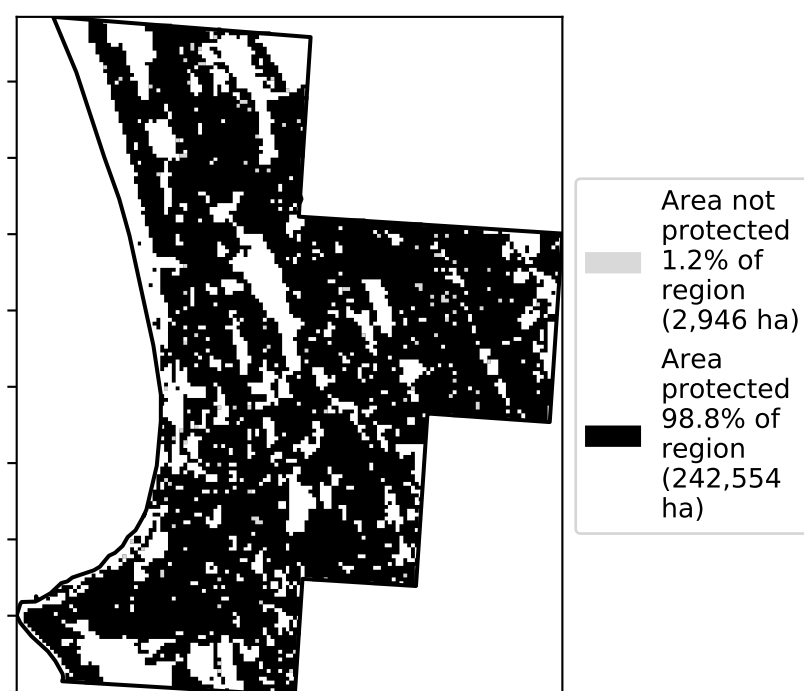 Area not
protected
1.2% of
region
(2,946 ha)
Area
protected
98.8% of
region
(242,554
ha)